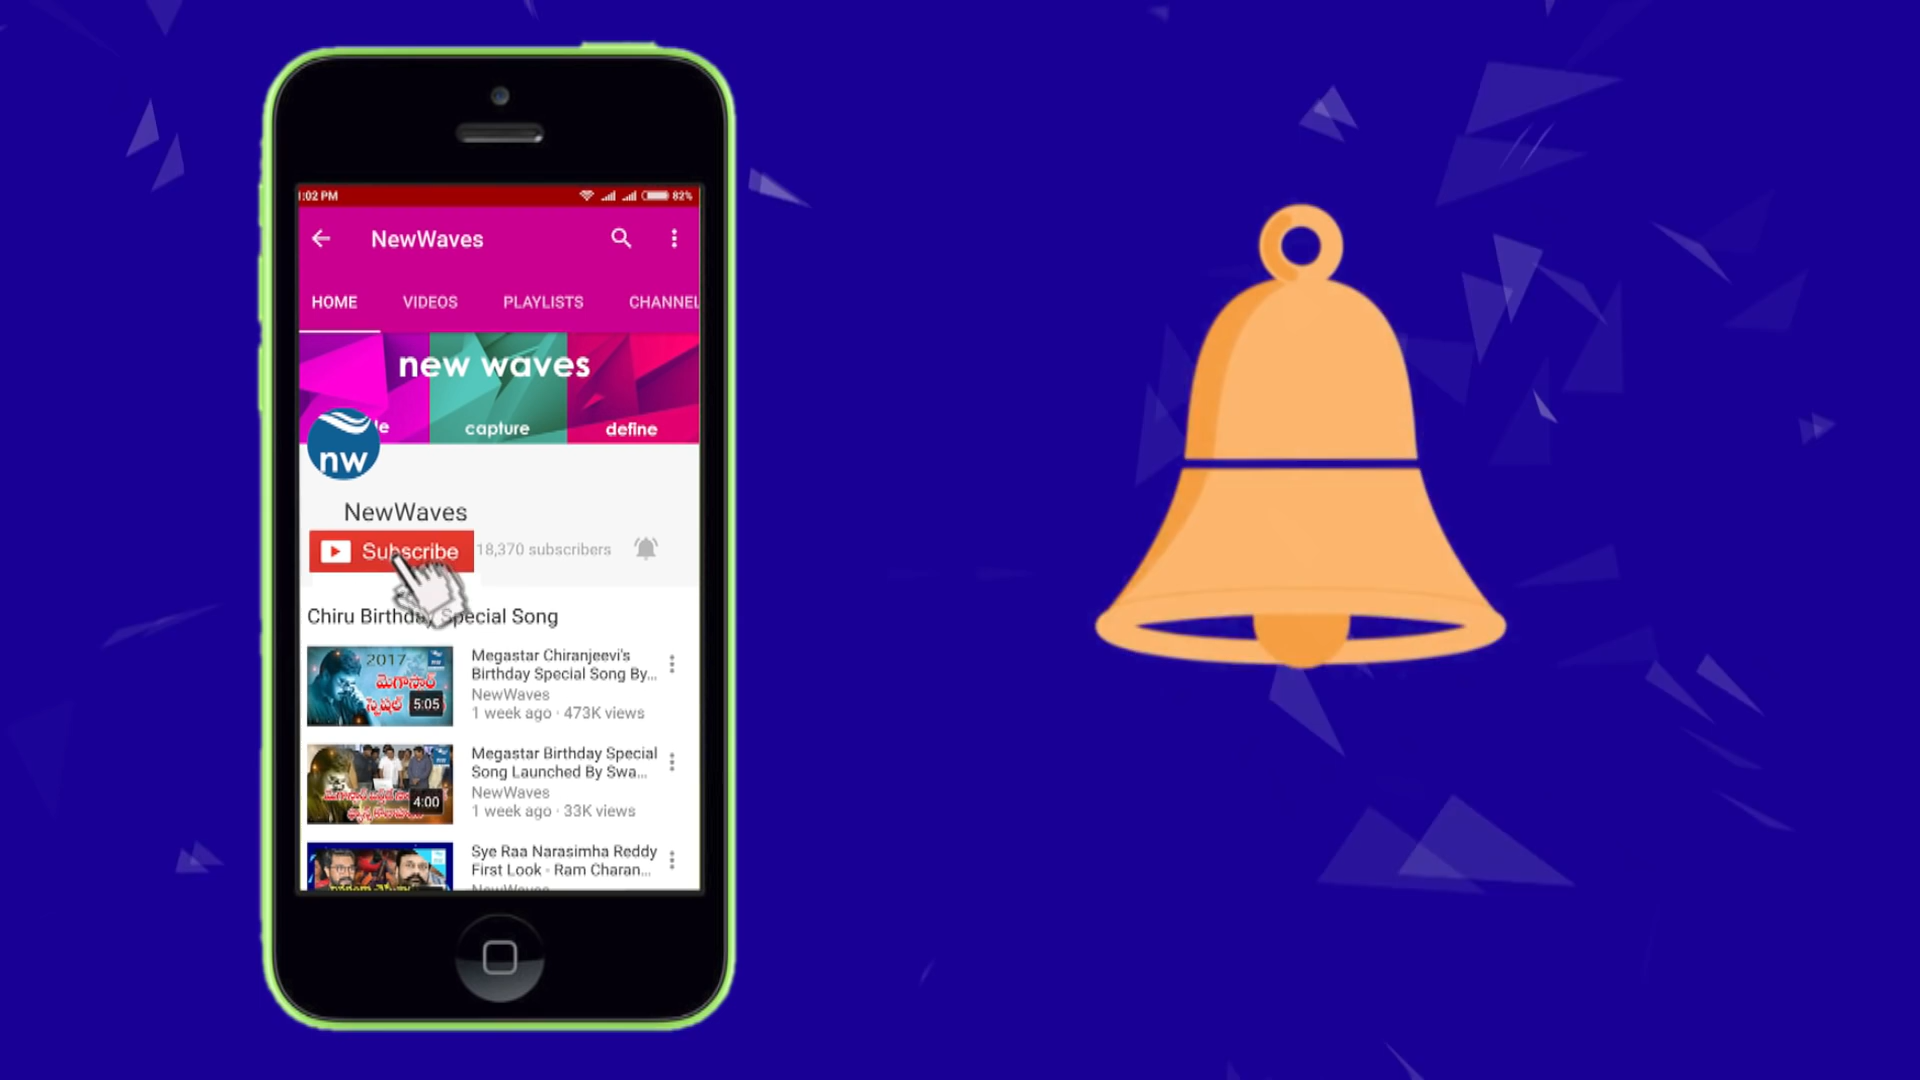 1:02 PM
82%
NewWaves
HOME VIDEOS PLAYLISTS CHANNEL
new waves
capture define
nw
NewWaves
Subscribe 18,370 subscribers
Chiru Birthday Special Song
2017
మెగాస్టార్
స్పెషల్
5:05
Megastar Chiranjeevi's
Birthday Special Song By...
NewWaves
1 week ago · 473K views
4:00
Megastar Birthday Special
Song Launched By Swa...
NewWaves
1 week ago · 33K views
Sye Raa Narasimha Reddy
First Look - Ram Charan...
NewWaves